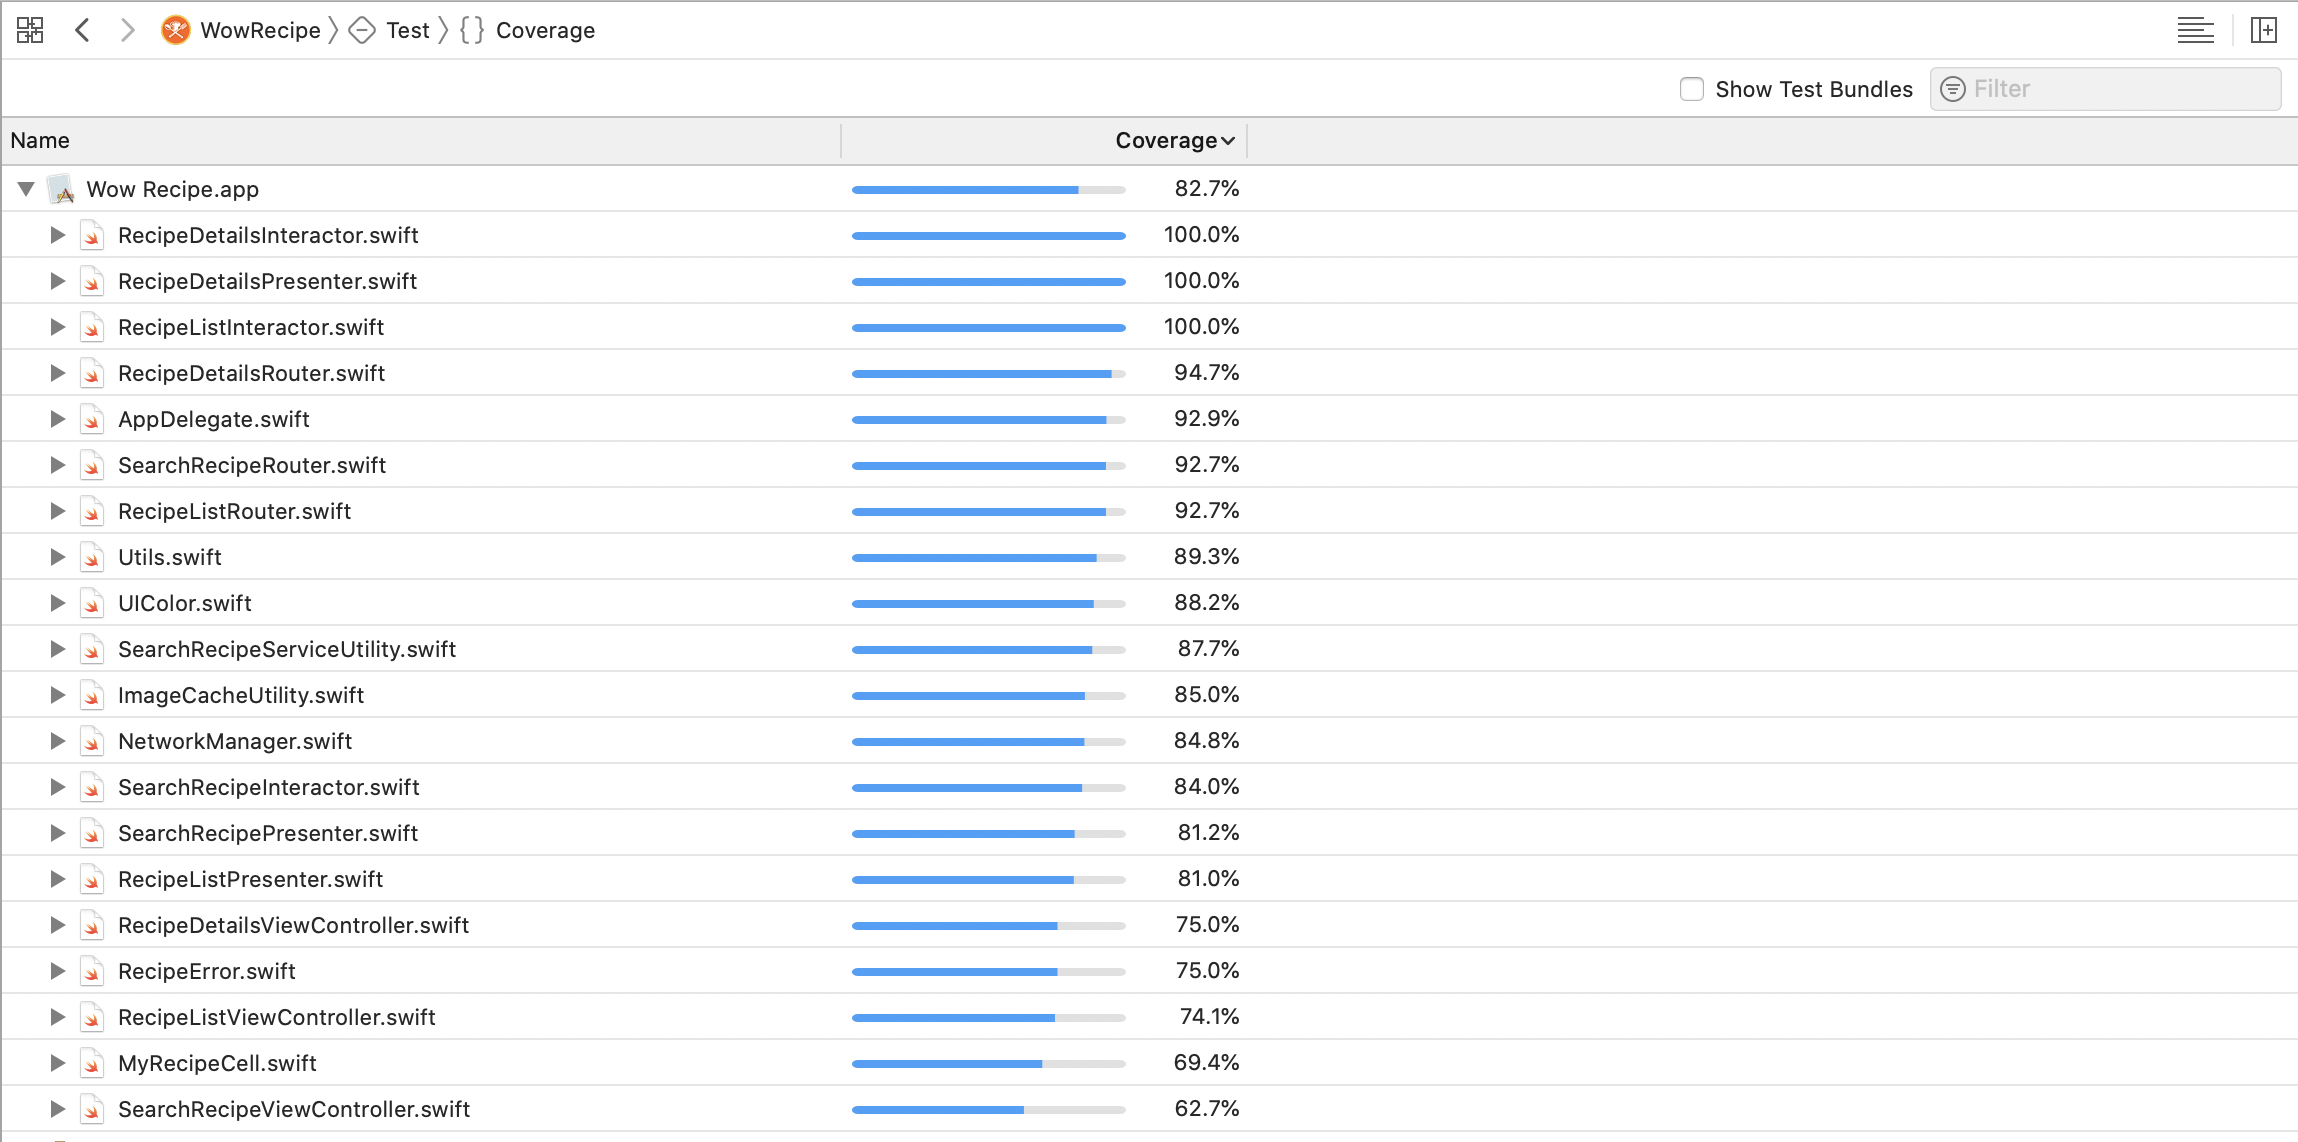 WowRecipe Test Coverage
Show Test Bundles Filter
Name Coverage
Wow Recipe.app 82.7%
RecipeDetailsInteractor.swift 100.0%
RecipeDetailsPresenter.swift 100.0%
RecipeListInteractor.swift 100.0%
RecipeDetailsRouter.swift 94.7%
AppDelegate.swift 92.9%
SearchRecipeRouter.swift 92.7%
RecipeListRouter.swift 92.7%
Utils.swift 89.3%
UIColor.swift 88.2%
SearchRecipeServiceUtility.swift 87.7%
ImageCacheUtility.swift 85.0%
NetworkManager.swift 84.8%
SearchRecipeInteractor.swift 84.0%
SearchRecipePresenter.swift 81.2%
RecipeListPresenter.swift 81.0%
RecipeDetailsViewController.swift 75.0%
RecipeError.swift 75.0%
RecipeListViewController.swift 74.1%
MyRecipeCell.swift 69.4%
SearchRecipeViewController.swift 62.7%